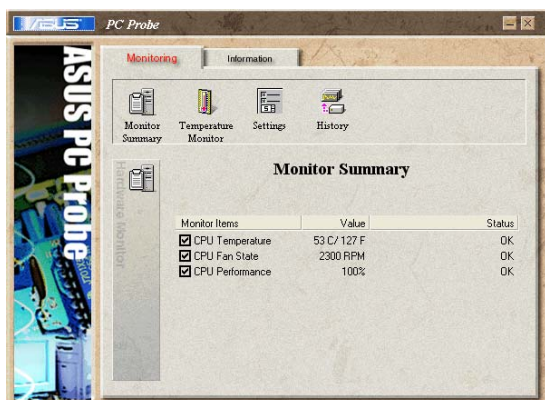 ASUS PC Probe
Monitoring Information
Monitor Summary
Temperature Monitor
Settings
History
ASUS PC Probe
Hardware Monitor
Monitor Summary
Monitor Items Value Status
CPU Temperature 53 C/ 127 F OK
CPU Fan State 2300 RPM OK
CPU Performance 100% OK